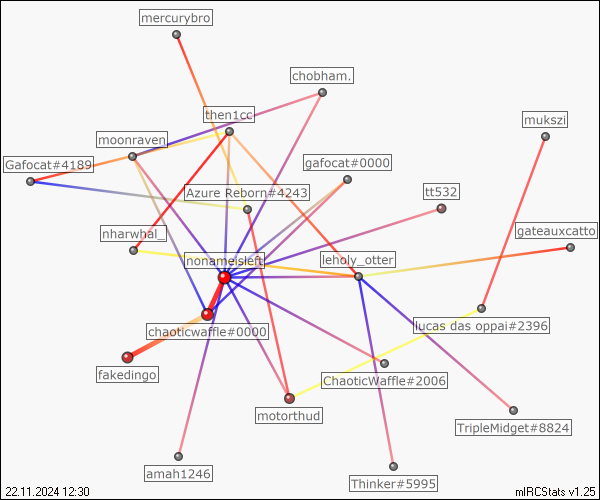 mercurybro
chobham.
then1cc
mukszi
moonraven
Gafocat#4189
gafocat#0000
Azure Reborn#4243
tt532
nharwhal_
gateauxcatto
nonameisleft
leholy_otter
chaoticwaffle#0000
lucas das oppai#2396
fakedingo
ChaoticWaffle#2006
motorthud
TripleMidget#8824
amah1246
Thinker#5995
22.11.2024 12:30
mIRCStats v1.25